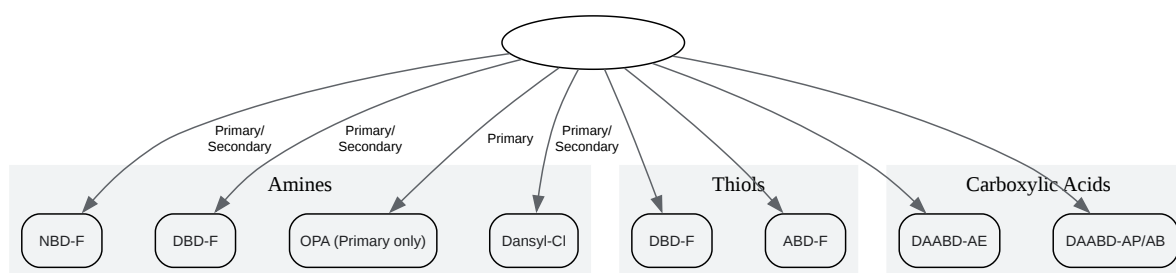 Primary/
Secondary
Primary/
Secondary
Primary
Primary/
Secondary
Amines
Thiols
Carboxylic Acids
NBD-F
DBD-F
OPA (Primary only)
Dansyl-Cl
DBD-F
ABD-F
DAABD-AE
DAABD-AP/AB